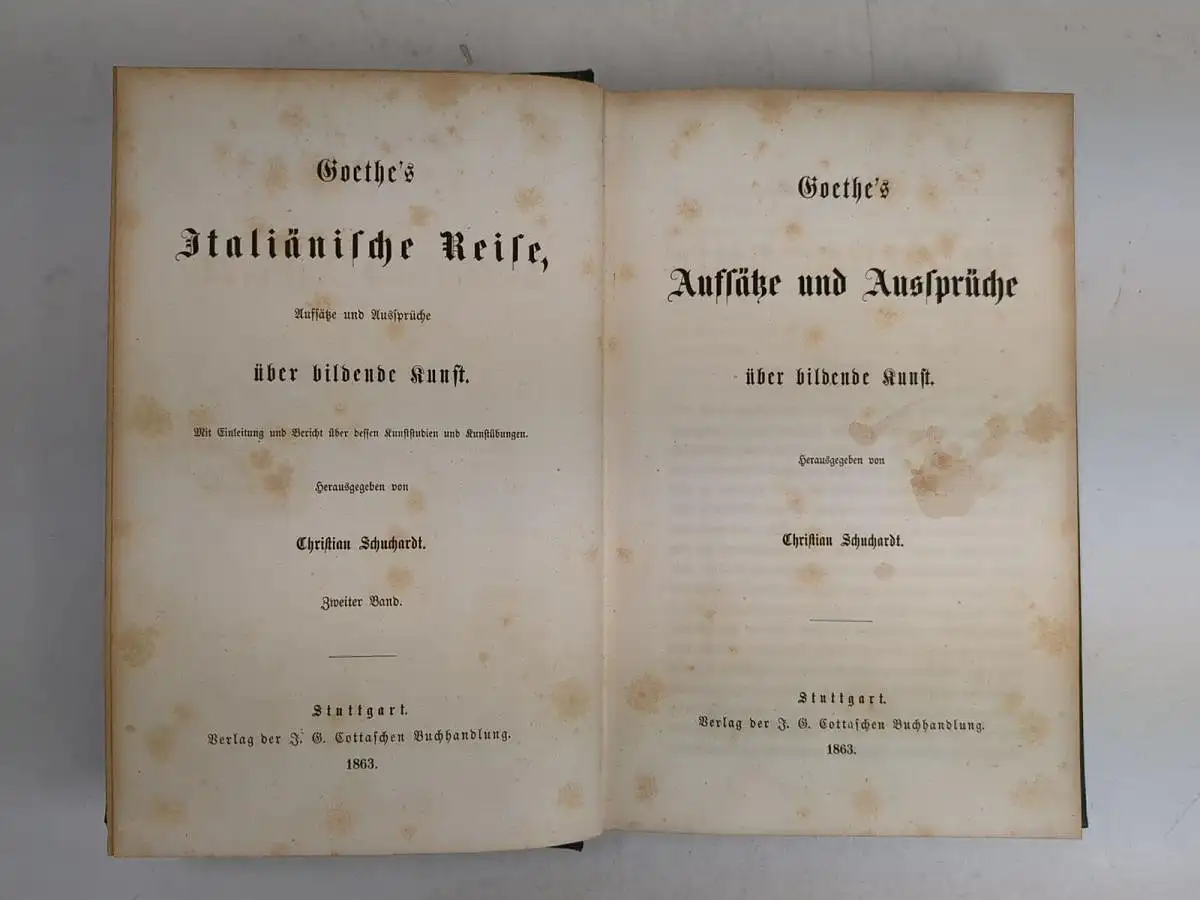 Goethe's
Italiänische Reise,
Aufsätze und Aussprüche
über bildende Kunst.
Mit Einleitung und Bericht über dessen Kunststudien und Kunstübungen.
Herausgegeben von
Christian Schuchardt.
Zweiter Band.
Stuttgart.
Verlag der J. G. Cottaschen Buchhandlung.
1863.
Goethe's
Aufsätze und Aussprüche
über bildende Kunst.
Herausgegeben von
Christian Schuchardt.
Stuttgart.
Verlag der J. G. Cottaschen Buchhandlung.
1863.